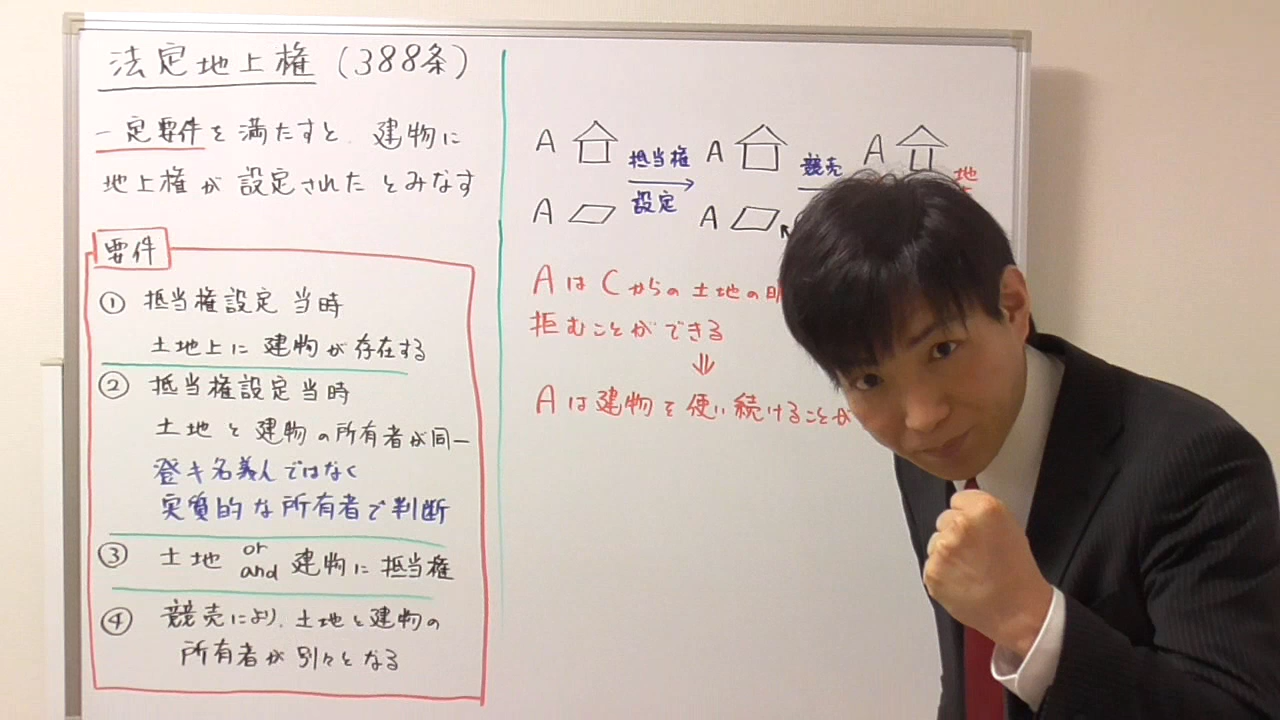 法定地上権(388条)
一定要件を満たすと、建物に
地上権が設定されたとみなす
要件
① 抵当権設定当時
土地上に建物が存在する
② 抵当権設定当時
土地と建物の所有者が同一
登キ名義人ではなく
実質的な所有者で判断
③ 土地 or and 建物に抵当権
④ 競売により、土地と建物の
所有者が別々となる
A 抵当権 A 競売 A 地
A 設定 A
AはCからの土地の明
拒むことができる
⇓
Aは建物を使い続けることが